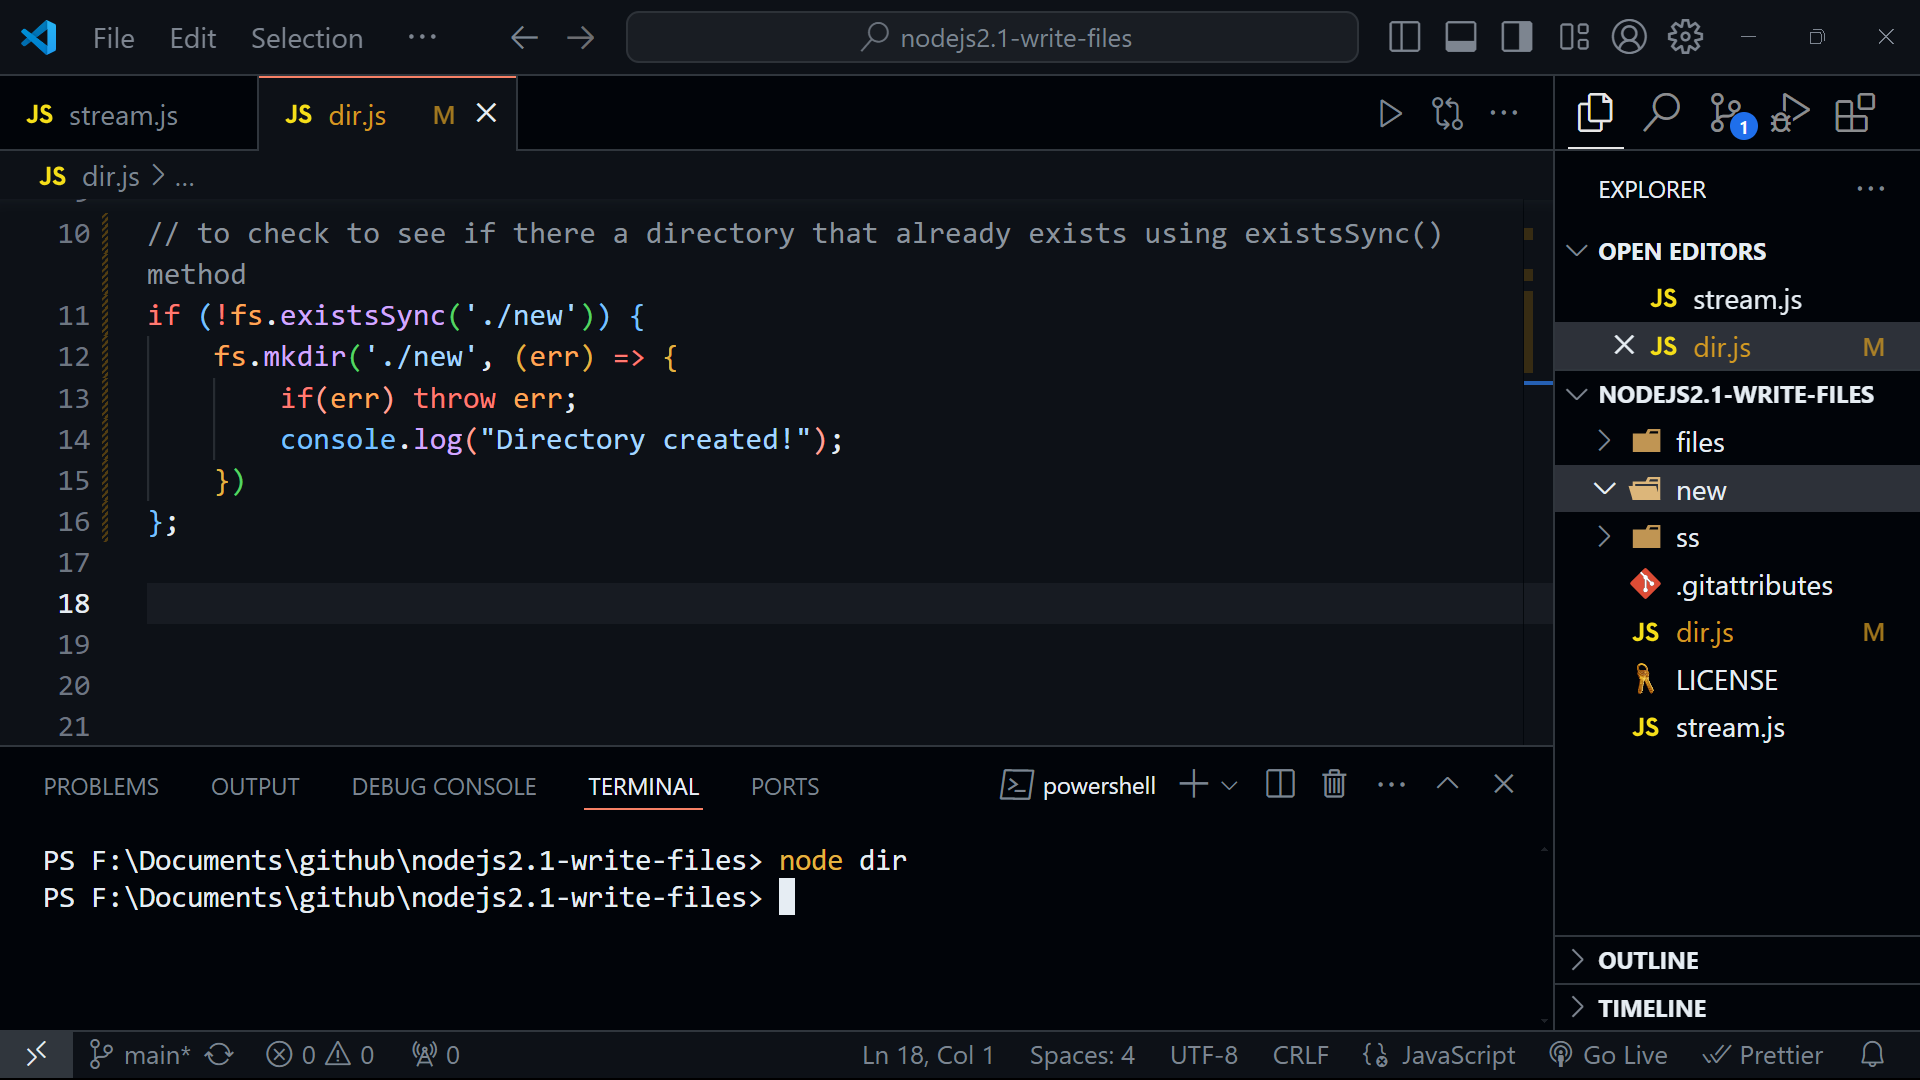 File Edit Selection ··· nodejs2.1-write-files
JS stream.js JS dir.js M
JS dir.js > ...
10 // to check to see if there a directory that already exists using existsSync()
method
11 if (!fs.existsSync('./new')) {
12 fs.mkdir('./new', (err) => {
13 if(err) throw err;
14 console.log("Directory created!");
15 })
16 };
17
18
19
20
21
PROBLEMS OUTPUT DEBUG CONSOLE TERMINAL PORTS powershell
PS F:\Documents\github\nodejs2.1-write-files> node dir
PS F:\Documents\github\nodejs2.1-write-files>
1
EXPLORER
OPEN EDITORS
JS stream.js
JS dir.js M
NODEJS2.1-WRITE-FILES
files
new
ss
.gitattributes
JS dir.js M
LICENSE
JS stream.js
OUTLINE
TIMELINE
main* 0 0 0 Ln 18, Col 1 Spaces: 4 UTF-8 CRLF JavaScript Go Live Prettier